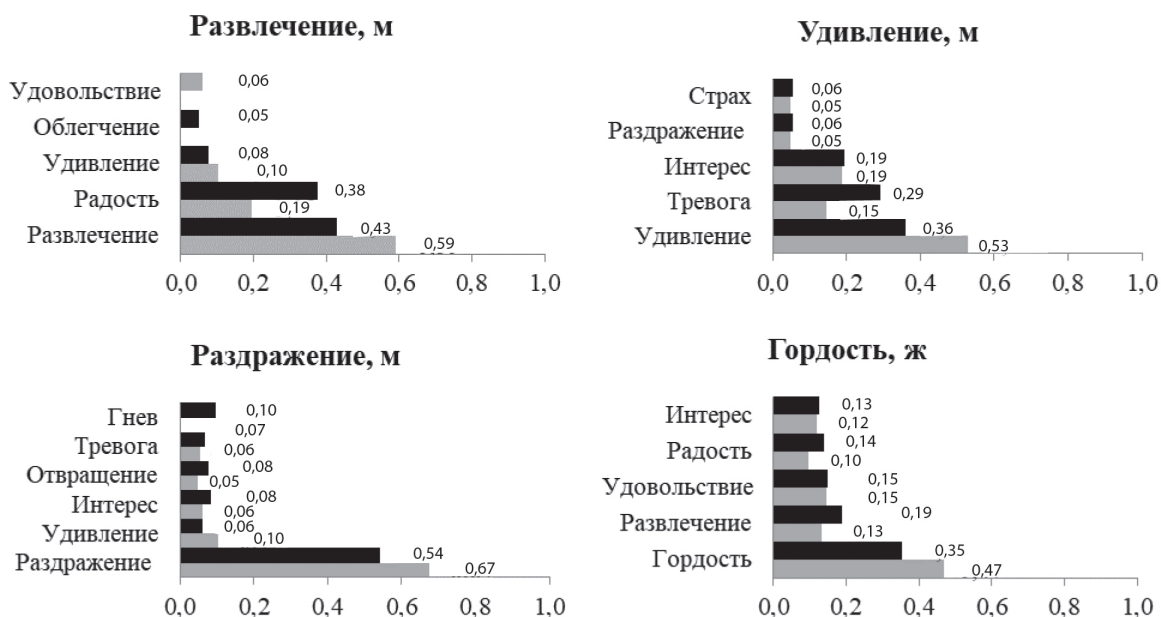 Развлечение, м
Удовольствие 0,06
Облегчение 0,05
Удивление 0,08
0,10
Радость 0,38
0,19
Развлечение 0,43
0,59
0,0 0,2 0,4 0,6 0,8 1,0
Удивление, м
Страх 0,06
0,05
Раздражение 0,06
0,05
Интерес 0,19
0,19
Тревога 0,29
0,15
Удивление 0,36
0,53
0,0 0,2 0,4 0,6 0,8 1,0
Раздражение, м
Гнев 0,10
Тревога 0,07
0,06
Отвращение 0,08
0,05
Интерес 0,08
0,06
Удивление 0,06
0,10
Раздражение 0,54
0,67
0,0 0,2 0,4 0,6 0,8 1,0
Гордость, ж
Интерес 0,13
0,12
Радость 0,14
0,10
Удовольствие 0,15
0,15
Развлечение 0,19
0,13
Гордость 0,35
0,47
0,0 0,2 0,4 0,6 0,8 1,0